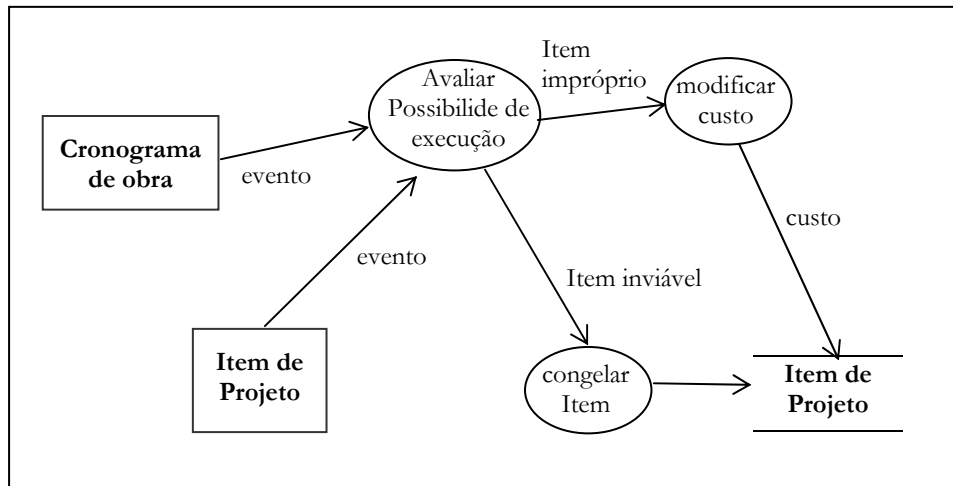 Cronograma
de obra
evento
Avaliar
Possibilide de
execução
Item
impróprio
modificar
custo
custo
evento
Item inviável
Item de
Projeto
congelar
Item
Item de
Projeto